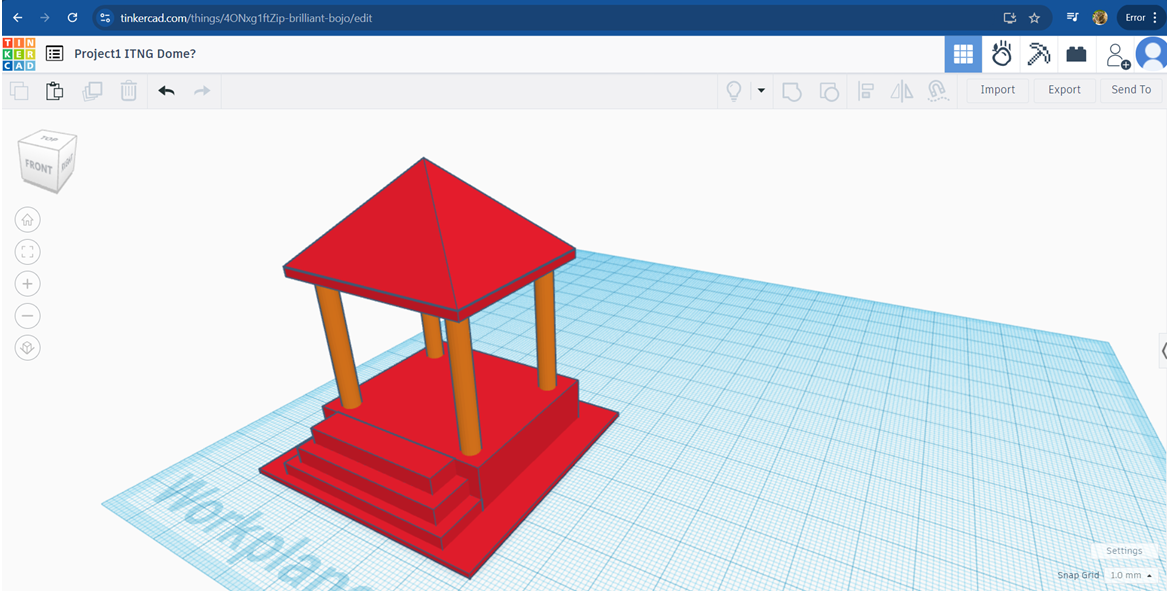 tinkercad.com/things/4ONxg1ftZip-brilliant-bojo/edit
Error
TIN
KER
CAD
Project1 ITNG Dome?
Import
Export
Send To
TOP
FRONT
RIGHT
Workplane
Settings
Snap Grid 1.0 mm